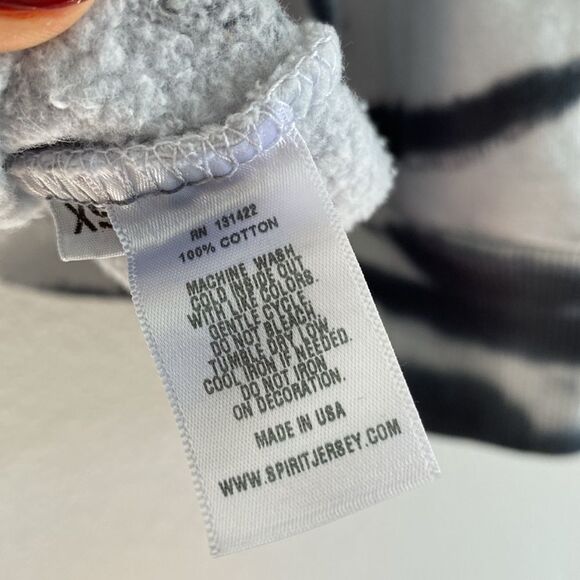 RN 131422
100% COTTON
MACHINE WASH
COLD INSIDE OUT
WITH LIKE COLORS.
GENTLE CYCLE.
DO NOT BLEACH.
TUMBLE DRY LOW.
COOL IRON IF NEEDED.
DO NOT IRON
ON DECORATION.
MADE IN USA
WWW.SPIRITJERSEY.COM